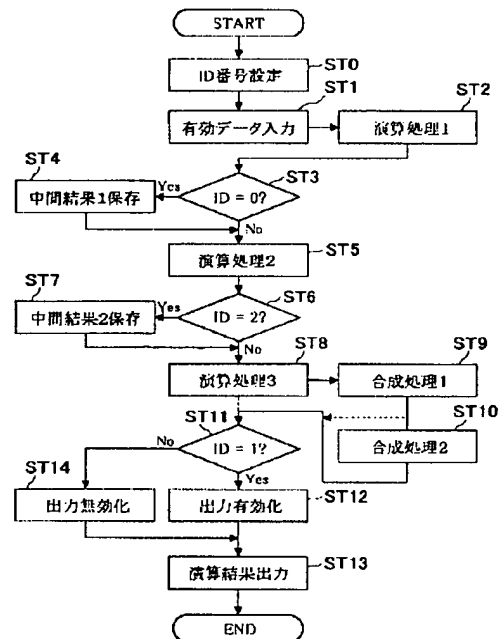 START
ST0
ID番号設定
ST1
有効データ入力
ST2
演算処理1
ST3
ID = 0?
Yes
ST4
中間結果1保存
No
演算処理2
ST5
ST6
ID = 2?
Yes
ST7
中間結果2保存
No
ST8
演算処理3
ST9
合成処理1
ST10
合成処理2
ST11
ID = 1?
No
ST14
出力無効化
Yes
出力有効化
ST12
演算結果出力
ST13
END